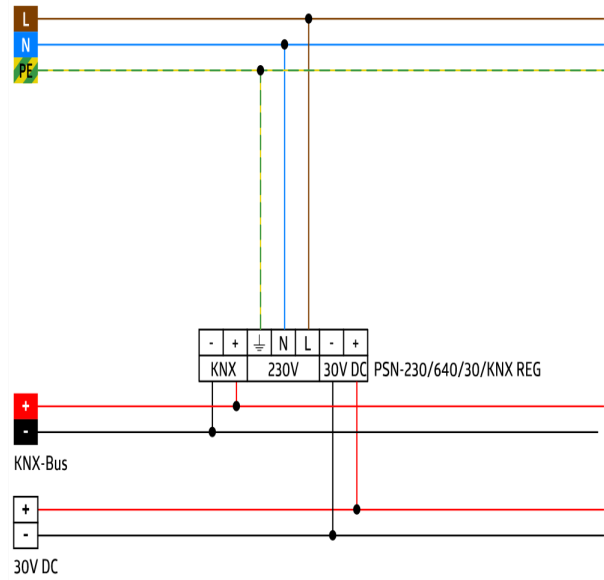 L
N
PE
- + ⏚ N L - +
KNX 230V 30V DC PSN-230/640/30/KNX REG
+
-
KNX-Bus
+
-
30V DC